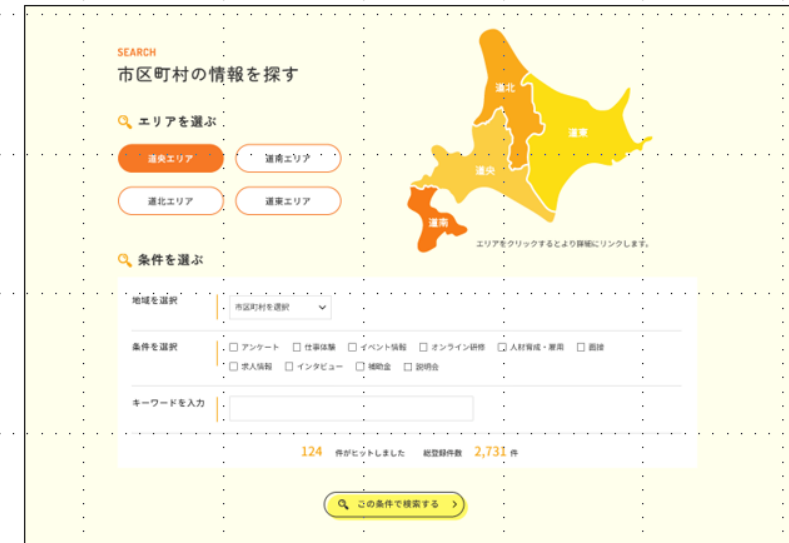 SEARCH
市区町村の情報を探す
エリアを選ぶ
道央エリア
道南エリア
道北エリア
道東エリア
道北
道東
道央
道南
エリアをクリックするとより詳細にリンクします。
条件を選ぶ
地域を選択
市区町村を選択
条件を選択
アンケート 仕事体験 イベント情報 オンライン研修 人材育成・雇用 面接
求人情報 インタビュー 補助金 説明会
キーワードを入力
124 件がヒットしました 総登録件数 2,731 件
この条件で検索する